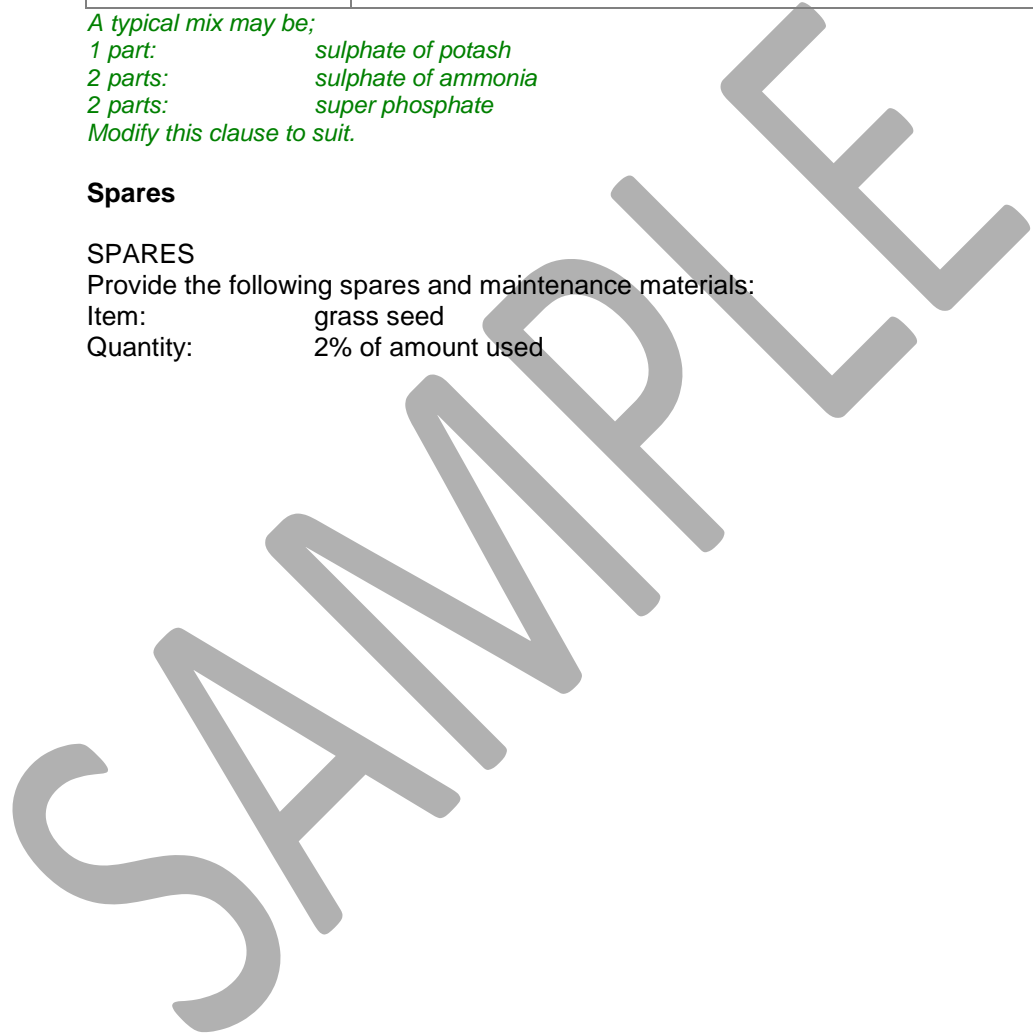 A typical mix may be;
1 part: sulphate of potash
2 parts: sulphate of ammonia
2 parts: super phosphate
Modify this clause to suit.
Spares
SPARES
Provide the following spares and maintenance materials:
Item: grass seed
Quantity: 2% of amount used
SAMPLE